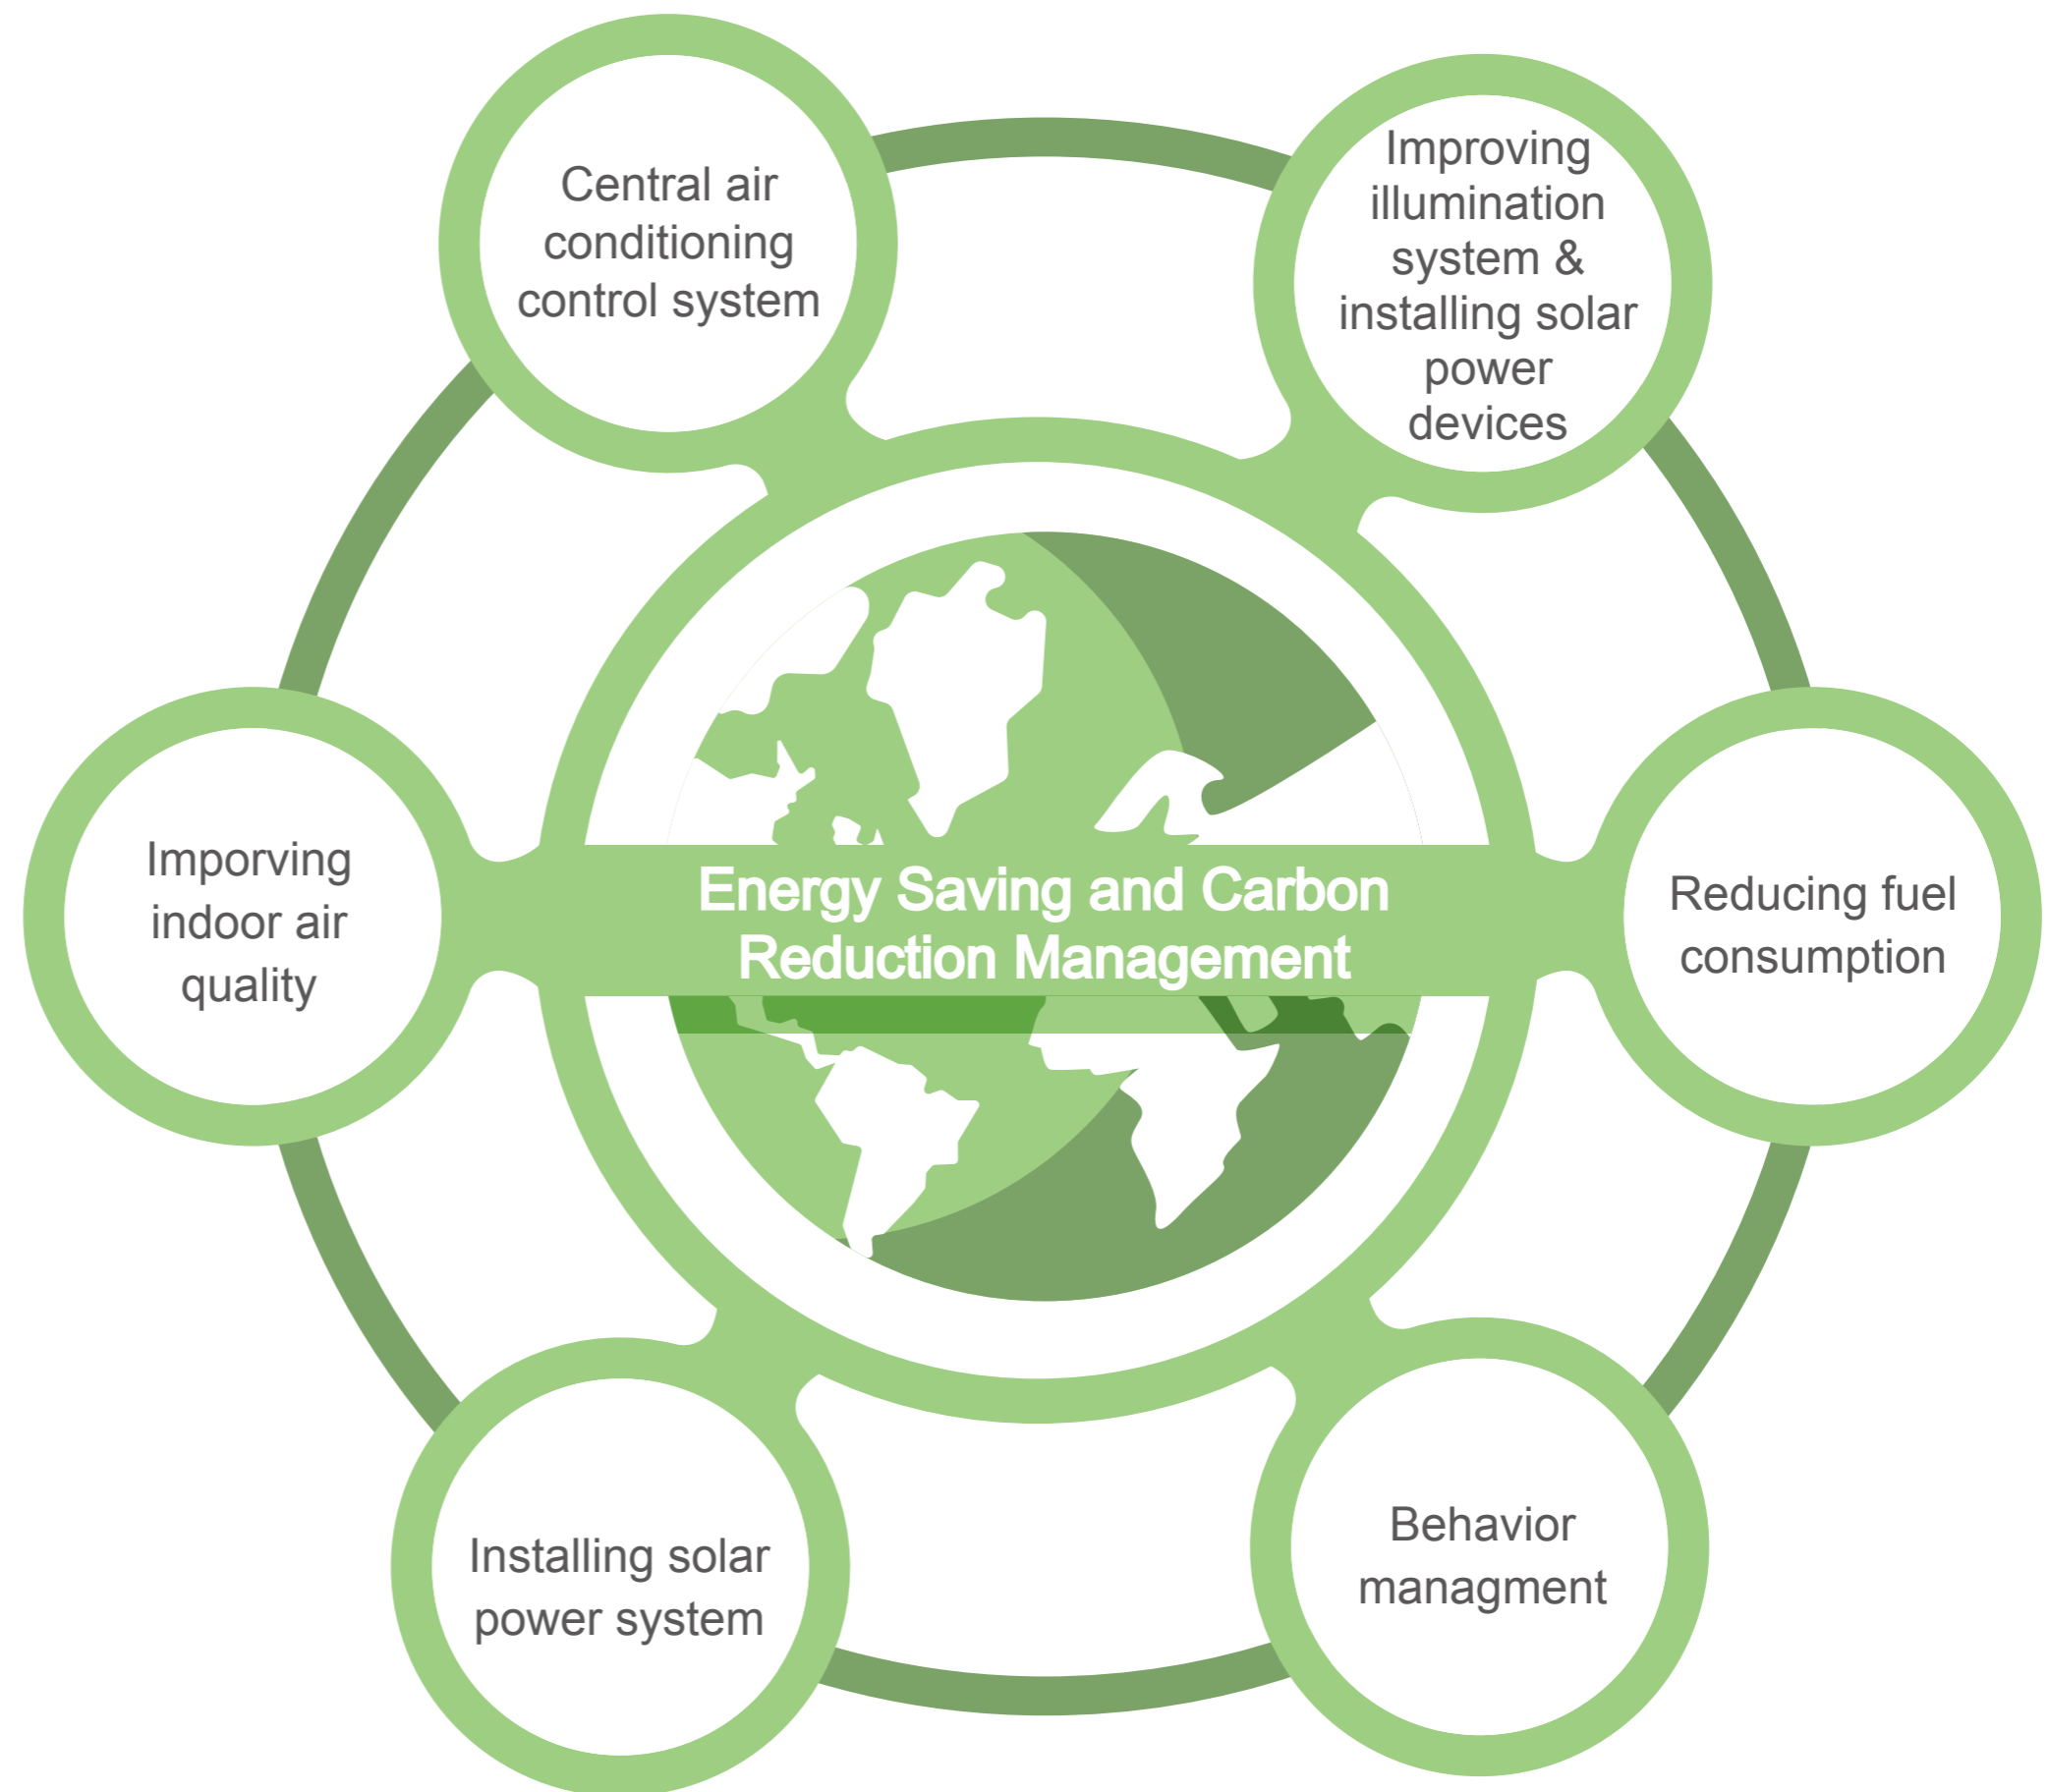 Central air
conditioning
control system
Improving
illumination
system &
installing solar
power
devices
Imporving
indoor air
quality
Energy Saving and Carbon
Reduction Management
Reducing fuel
consumption
Installing solar
power system
Behavior
managment